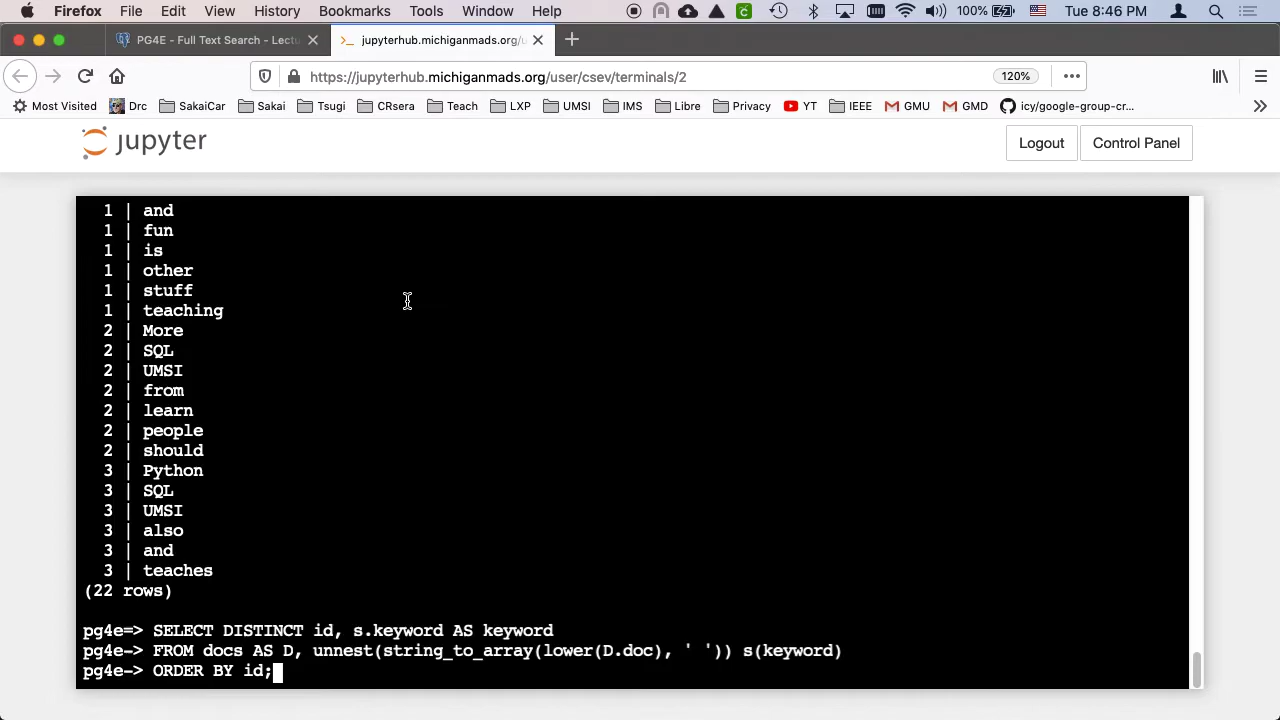 Firefox File Edit View History Bookmarks Tools Window Help 100% Tue 8:46 PM
PG4E - Full Text Search - Lectu
jupyterhub.michiganmads.org/u
https://jupyterhub.michiganmads.org/user/csev/terminals/2 120%
Most Visited Drc SakaiCar Sakai Tsugi CRsera Teach LXP UMSI IMS Libre Privacy YT IEEE GMU GMD icy/google-group-cr...
jupyter Logout Control Panel
1 | and
1 | fun
1 | is
1 | other
1 | stuff
1 | teaching
2 | More
2 | SQL
2 | UMSI
2 | from
2 | learn
2 | people
2 | should
3 | Python
3 | SQL
3 | UMSI
3 | also
3 | and
3 | teaches
(22 rows)
pg4e=> SELECT DISTINCT id, s.keyword AS keyword
pg4e-> FROM docs AS D, unnest(string_to_array(lower(D.doc), ' ')) s(keyword)
pg4e-> ORDER BY id;